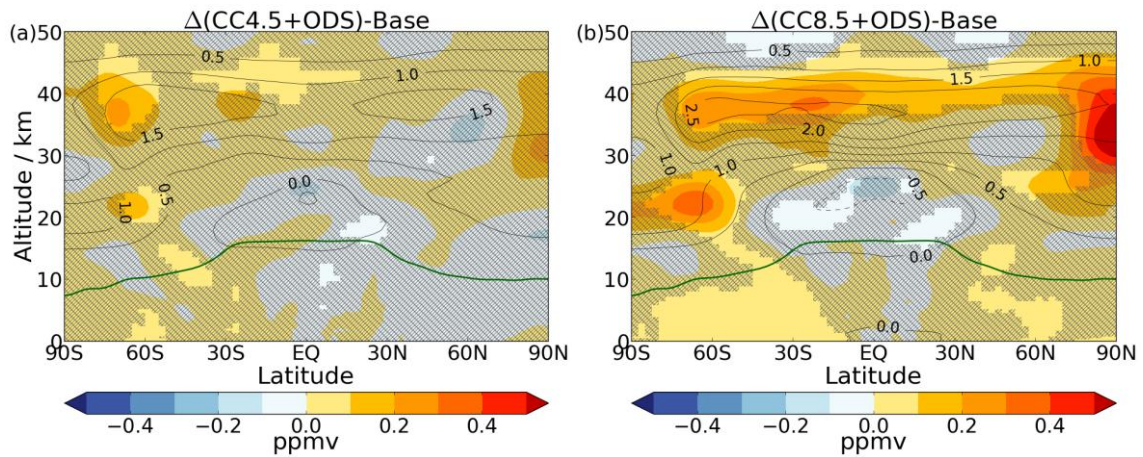 Δ(CC4.5+ODS)-Base
Δ(CC8.5+ODS)-Base
(a)
(b)
50
40
30
20
10
0
Altitude / km
0.5
1.0
1.5
1.5
0.0
0.5
1.0
90S
60S
30S
EQ
30N
60N
90N
Latitude
−0.4
−0.2
0.0
0.2
0.4
ppmv
50
40
30
20
10
0
0.5
1.0
1.5
2.5
2.0
1.0
1.0
0.5
-0.5
0.0
0.0
90S
60S
30S
EQ
30N
60N
90N
Latitude
−0.4
−0.2
0.0
0.2
0.4
ppmv